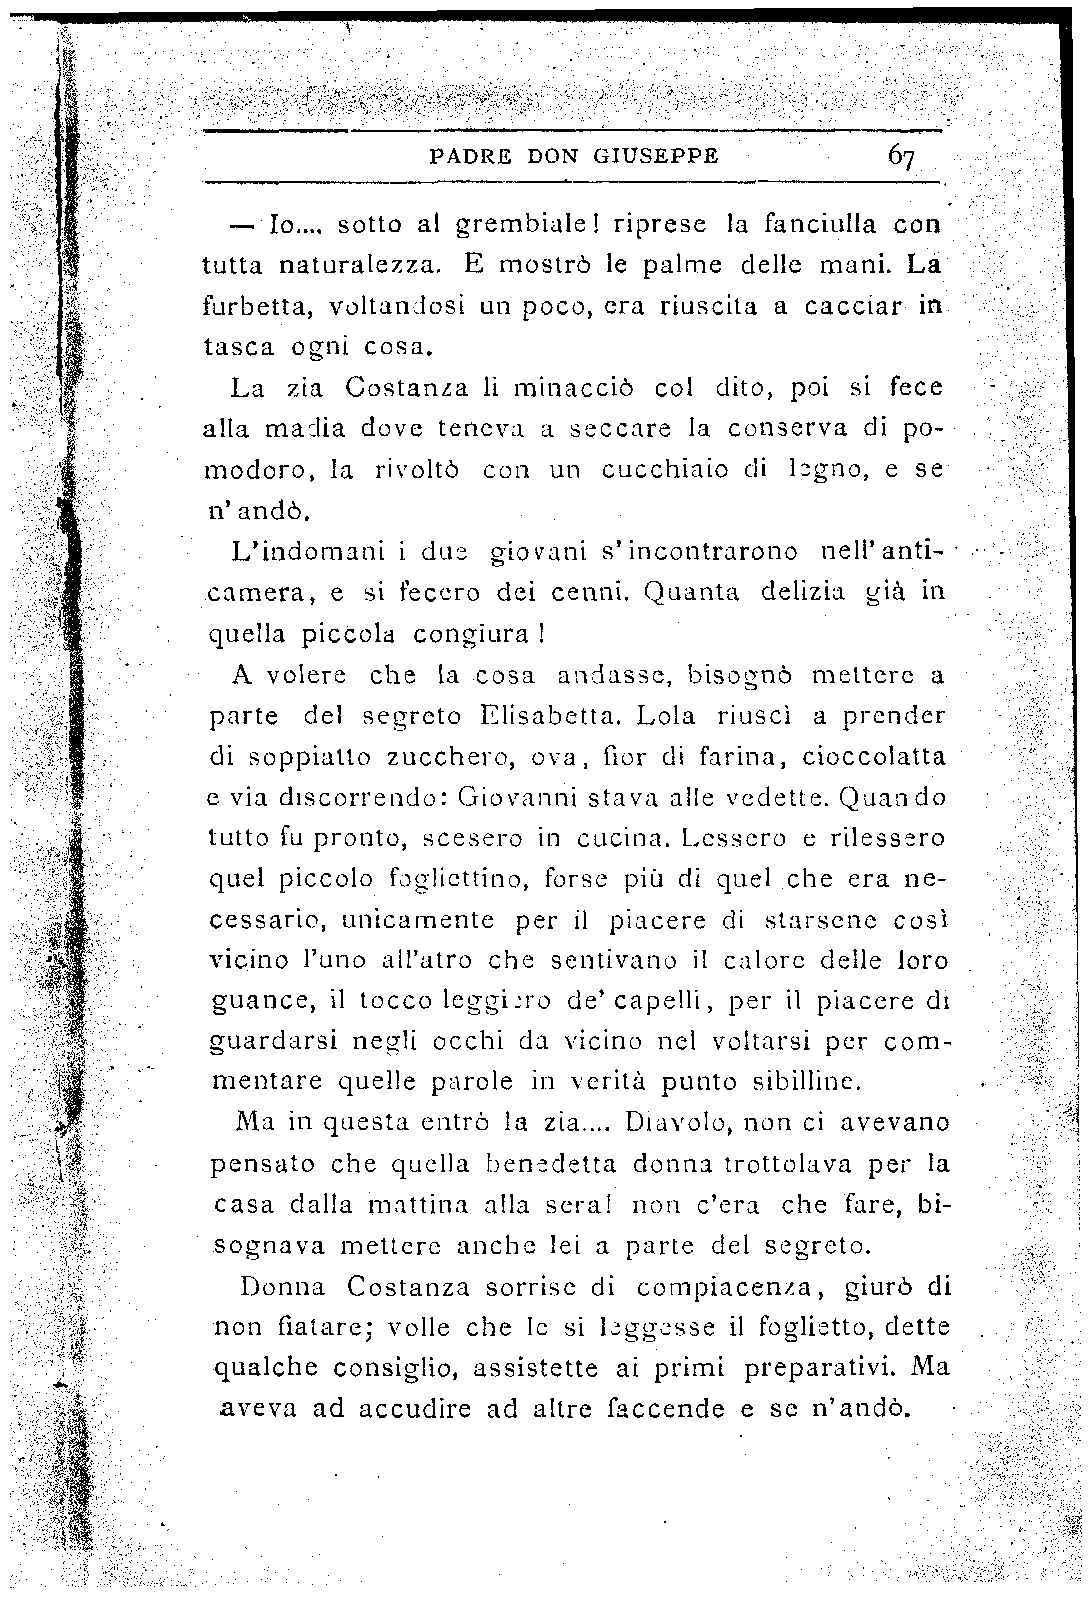 PADRE DON GIUSEPPE 67
— Io.... sotto al grembiale! riprese la fanciulla con
tutta naturalezza. E mostrò le palme delle mani. La
furbetta, voltandosi un poco, era riuscita a cacciar in
tasca ogni cosa.
La zia Costanza li minacciò col dito, poi si fece
alla madia dove teneva a seccare la conserva di po-
modoro, la rivoltò con un cucchiaio di legno, e se
n' andò.
L'indomani i due giovani s' incontrarono nell' anti-
camera, e si fecero dei cenni. Quanta delizia già in
quella piccola congiura!
A volere che la cosa andasse, bisognò mettere a
parte del segreto Elisabetta. Lola riuscì a prender
di soppiatto zucchero, ova, fior di farina, cioccolatta
e via discorrendo: Giovanni stava alle vedette. Quando
tutto fu pronto, scesero in cucina. Lessero e rilessero
quel piccolo fogliettino, forse più di quel che era ne-
cessario, unicamente per il piacere di starsene così
vicino l'uno all'atro che sentivano il calore delle loro
guance, il tocco leggiero de' capelli, per il piacere di
guardarsi negli occhi da vicino nel voltarsi per com-
mentare quelle parole in verità punto sibilline.
Ma in questa entrò la zia.... Diavolo, non ci avevano
pensato che quella benedetta donna trottolava per la
casa dalla mattina alla sera! non c'era che fare, bi-
sognava mettere anche lei a parte del segreto.
Donna Costanza sorrise di compiacenza, giurò di
non fiatare; volle che le si leggesse il foglietto, dette
qualche consiglio, assistette ai primi preparativi. Ma
aveva ad accudire ad altre faccende e se n'andò.